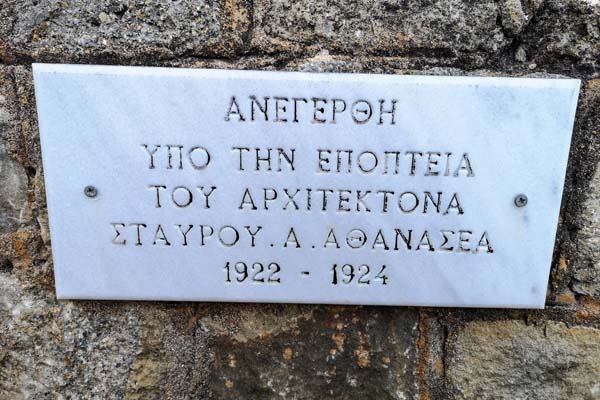 ΑΝΕΓΕΡΘΗ
ΥΠΟ ΤΗΝ ΕΠΟΠΤΕΙΑ
ΤΟΥ ΑΡΧΙΤΕΚΤΟΝΑ
ΣΤΑΥΡΟΥ . Α . ΑΘΑΝΑΣΕΑ
1922 - 1924